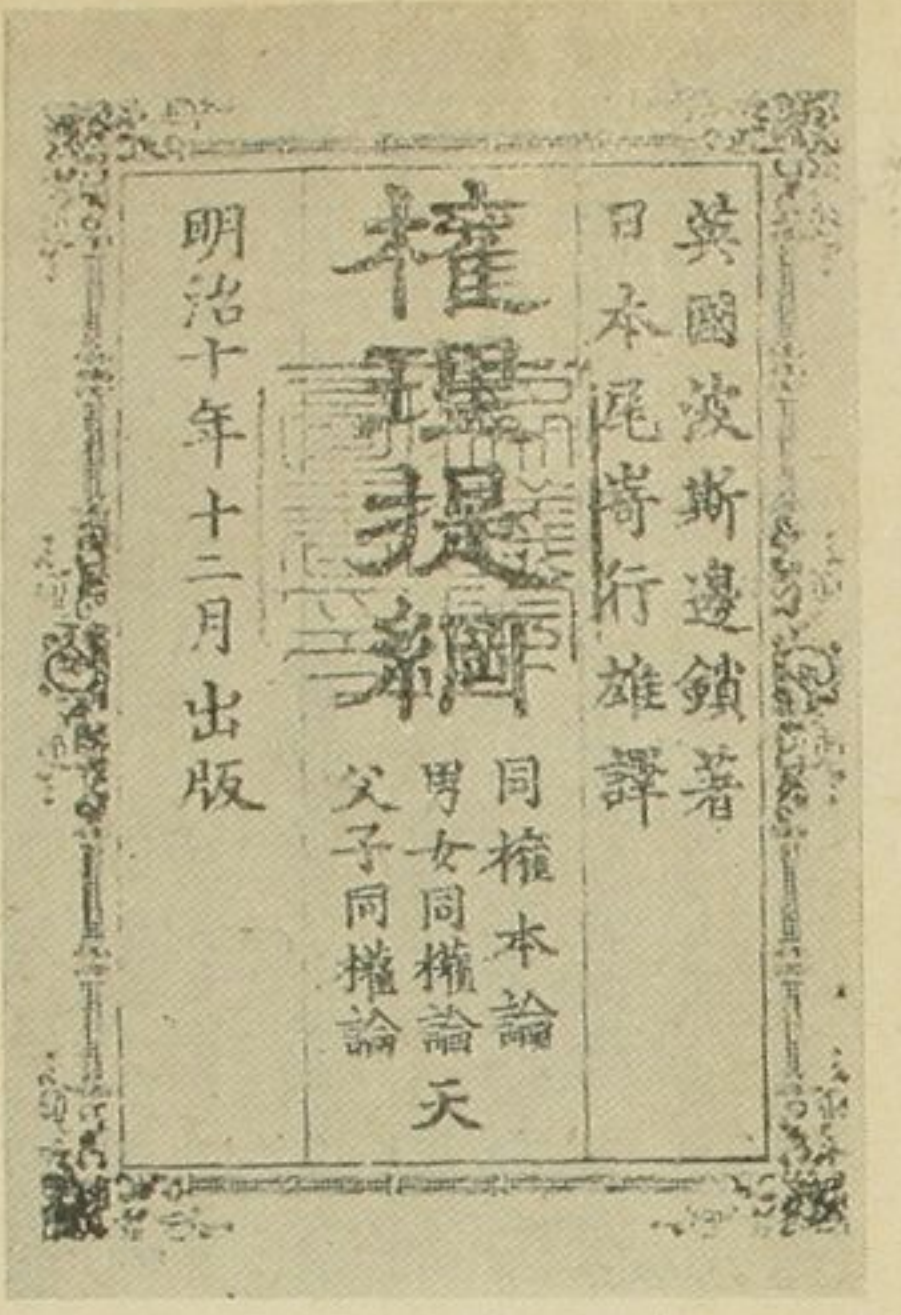 英國波斯邊鎖著
日本尾嵜行雄譯
權理提綱
同權本論
男女同權論
父子同權論
天
明治十年十二月出版